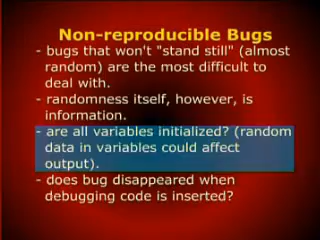 Non-reproducible Bugs
- bugs that won't "stand still" (almost
random) are the most difficult to
deal with.
- randomness itself, however, is
information.
- are all variables initialized? (random
data in variables could affect
output).
- does bug disappeared when
debugging code is inserted?